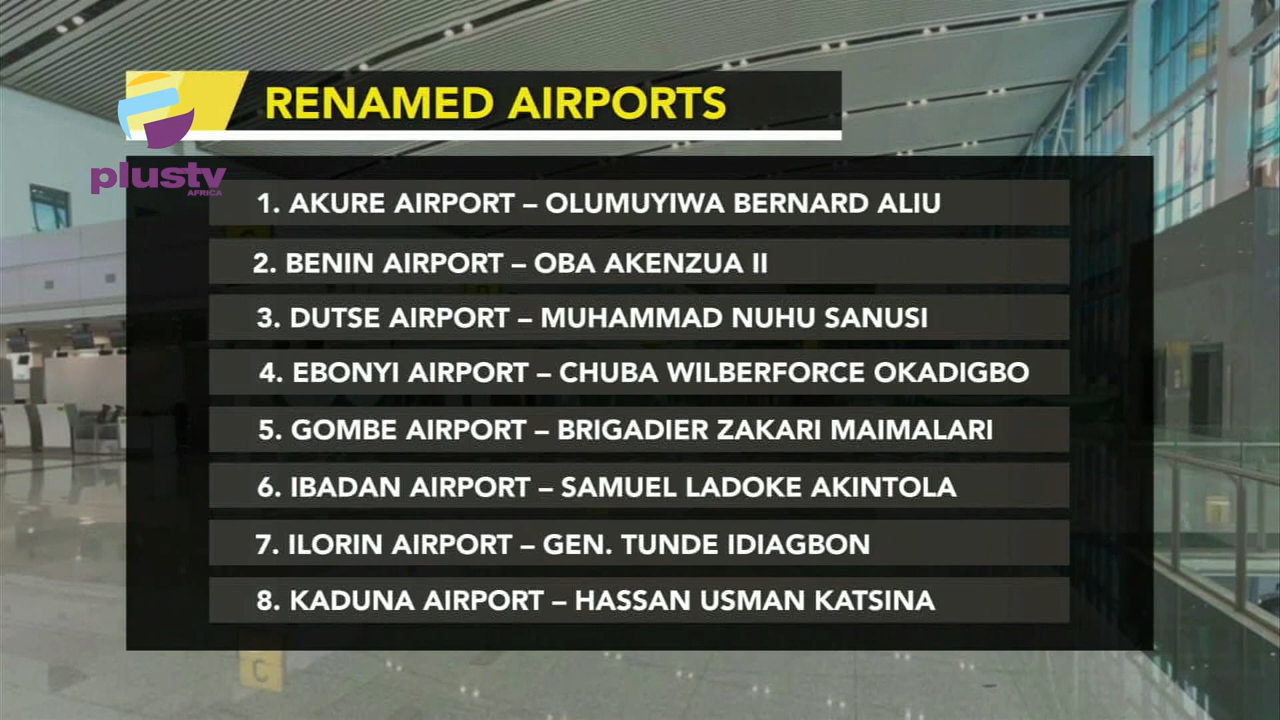 RENAMED AIRPORTS
plustv
AFRICA
1. AKURE AIRPORT – OLUMUYIWA BERNARD ALIU
2. BENIN AIRPORT – OBA AKENZUA II
3. DUTSE AIRPORT – MUHAMMAD NUHU SANUSI
4. EBONYI AIRPORT – CHUBA WILBERFORCE OKADIGBO
5. GOMBE AIRPORT – BRIGADIER ZAKARI MAIMALARI
6. IBADAN AIRPORT – SAMUEL LADOKE AKINTOLA
7. ILORIN AIRPORT – GEN. TUNDE IDIAGBON
8. KADUNA AIRPORT – HASSAN USMAN KATSINA
C